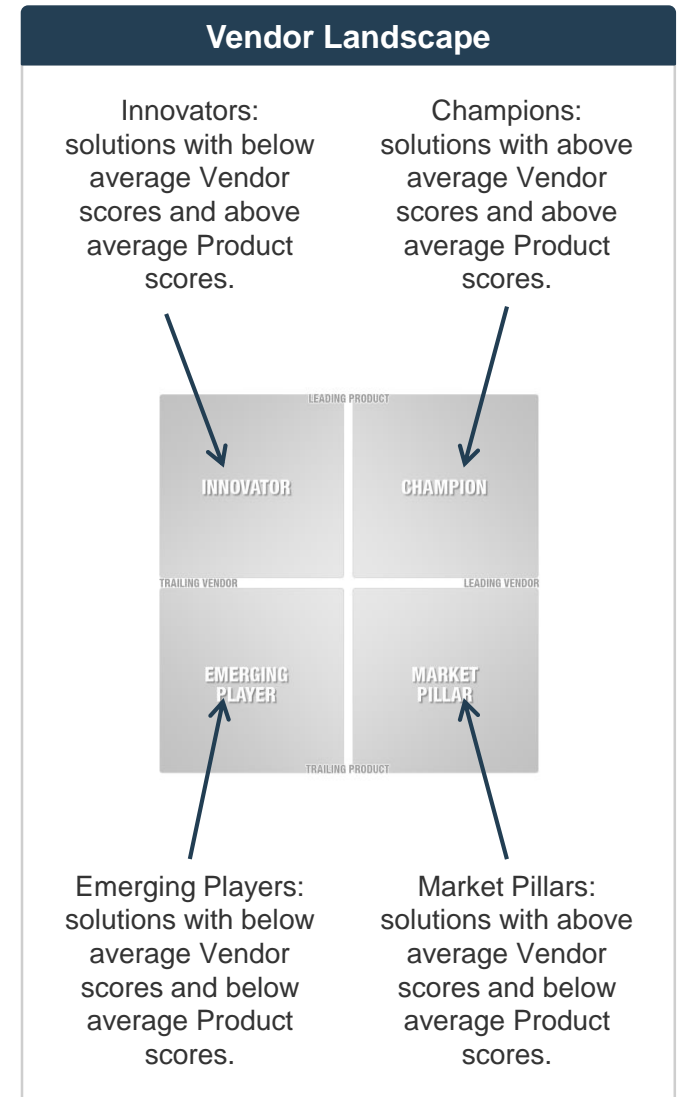 Vendor Landscape
Innovators:
solutions with below
average Vendor
scores and above
average Product
scores.
Champions:
solutions with above
average Vendor
scores and above
average Product
scores.
LEADING PRODUCT
INNOVATOR
CHAMPION
TRAILING VENDOR
LEADING VENDOR
EMERGING
PLAYER
MARKET
PILLAR
TRAILING PRODUCT
Emerging Players:
solutions with below
average Vendor
scores and below
average Product
scores.
Market Pillars:
solutions with above
average Vendor
scores and below
average Product
scores.